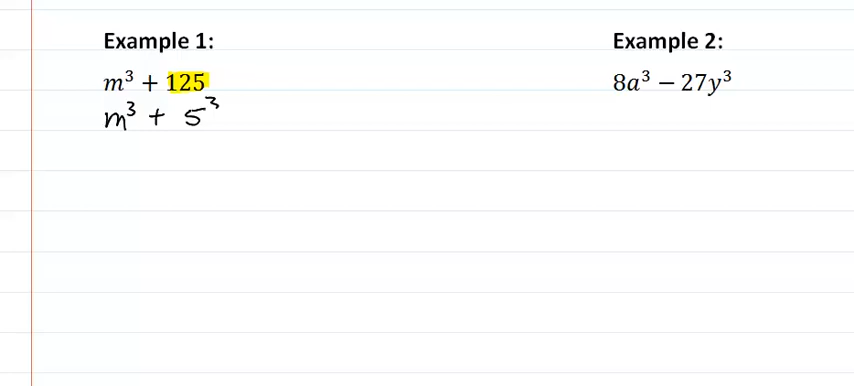 Example 1:
m³ + 125
m³ + 5³
Example 2:
8a³ − 27y³